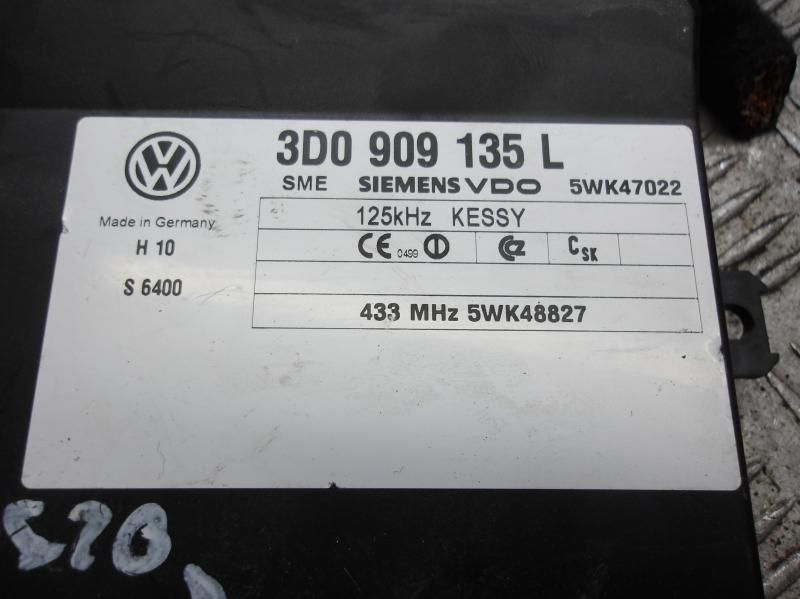 3D0 909 135 L
SME SIEMENS VDO 5WK47022
Made in Germany
H 10
S 6400
125kHz KESSY
CE 0499
CSK
433 MHz 5WK48827